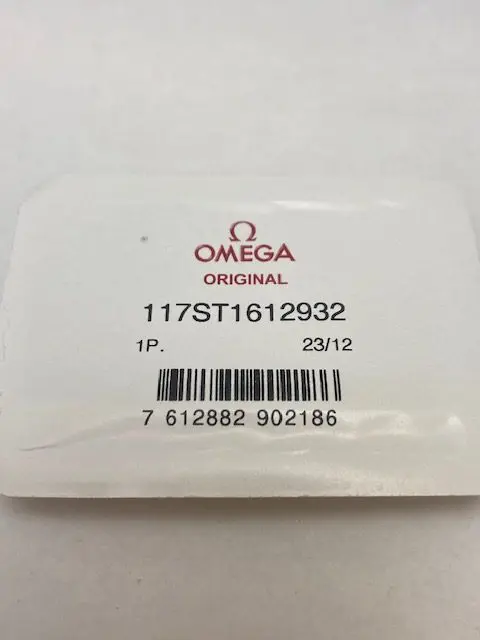 Ω
OMEGA
ORIGINAL
117ST1612932
1P. 23/12
7 612882 902186